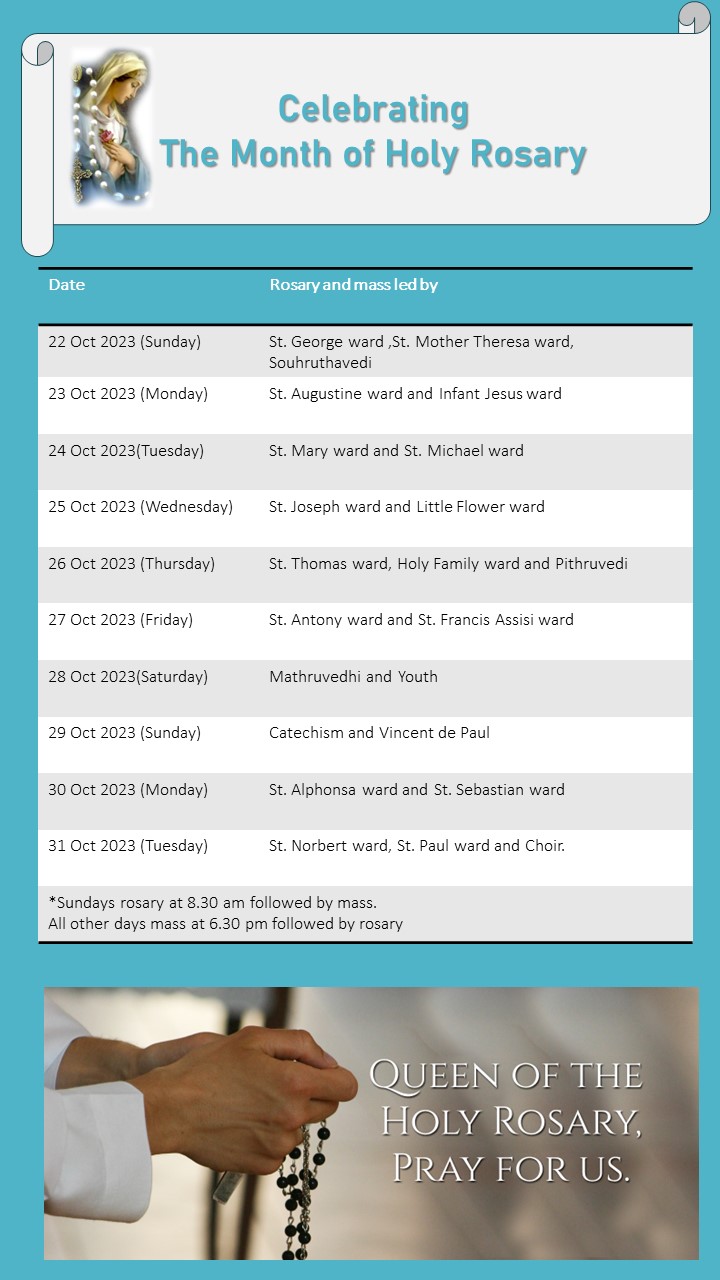 Celebrating
The Month of Holy Rosary
Date Rosary and mass led by
22 Oct 2023 (Sunday) St. George ward ,St. Mother Theresa ward,
Souhruthavedi
23 Oct 2023 (Monday) St. Augustine ward and Infant Jesus ward
24 Oct 2023(Tuesday) St. Mary ward and St. Michael ward
25 Oct 2023 (Wednesday) St. Joseph ward and Little Flower ward
26 Oct 2023 (Thursday) St. Thomas ward, Holy Family ward and Pithruvedi
27 Oct 2023 (Friday) St. Antony ward and St. Francis Assisi ward
28 Oct 2023(Saturday) Mathruvedhi and Youth
29 Oct 2023 (Sunday) Catechism and Vincent de Paul
30 Oct 2023 (Monday) St. Alphonsa ward and St. Sebastian ward
31 Oct 2023 (Tuesday) St. Norbert ward, St. Paul ward and Choir.
*Sundays rosary at 8.30 am followed by mass.
All other days mass at 6.30 pm followed by rosary
Queen of the
Holy Rosary,
Pray for us.